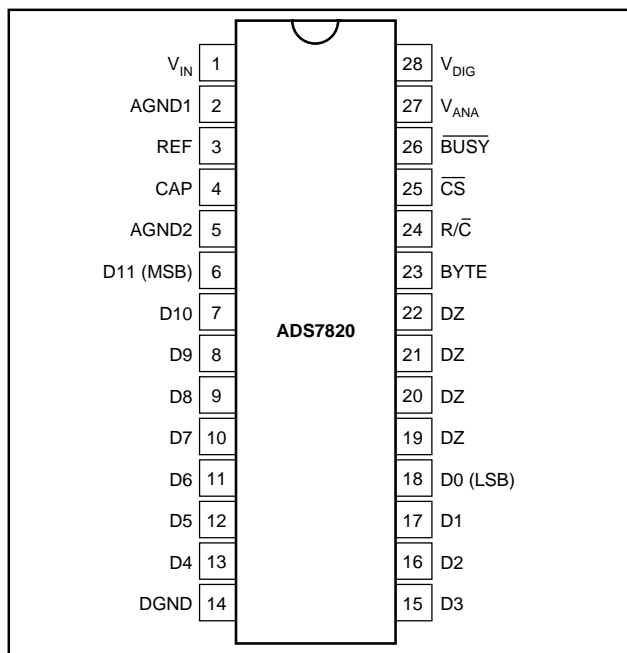 V_IN 1 28 V_DIG
AGND1 2 27 V_ANA
REF 3 26 B̅U̅S̅Y̅
CAP 4 25 C̅S̅
AGND2 5 24 R/C̅
D11 (MSB) 6 23 BYTE
D10 7 22 DZ
ADS7820
D9 8 21 DZ
D8 9 20 DZ
D7 10 19 DZ
D6 11 18 D0 (LSB)
D5 12 17 D1
D4 13 16 D2
DGND 14 15 D3